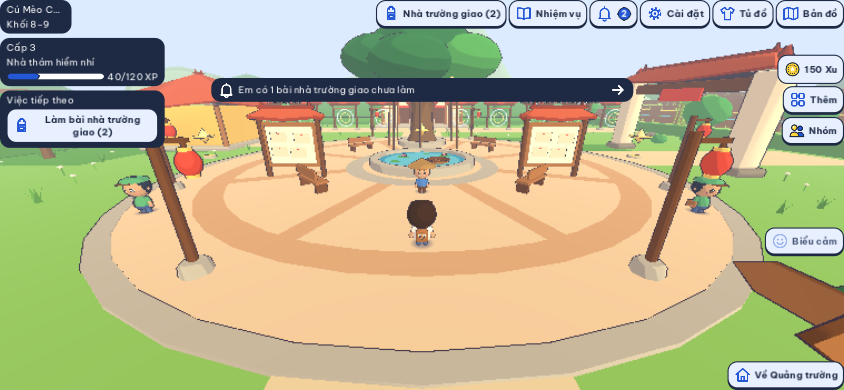 Cú Mèo C...
Khối 8-9
Nhà trường giao (2)
Nhiệm vụ
2
Cài đặt
Tủ đồ
Bản đồ
Cấp 3
Nhà thám hiểm nhí
40/120 XP
150 Xu
Em có 1 bài nhà trường giao chưa làm
Việc tiếp theo
Làm bài nhà trường
giao (2)
Thêm
Nhóm
Biểu cảm
Về Quảng trường